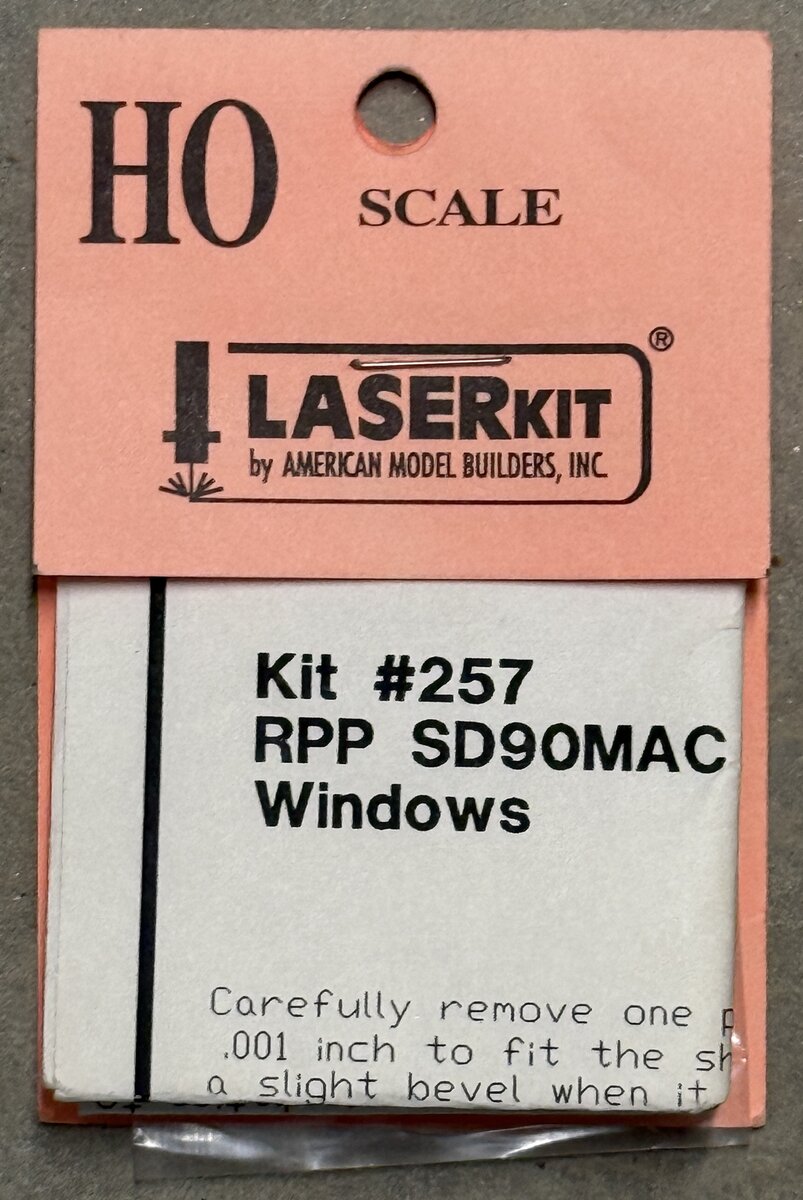 HO
SCALE
®
LASERKIT
by AMERICAN MODEL BUILDERS, INC.
Kit #257
RPP SD90MAC
Windows
Carefully remove one
.001 inch to fit the
a slight bevel when it